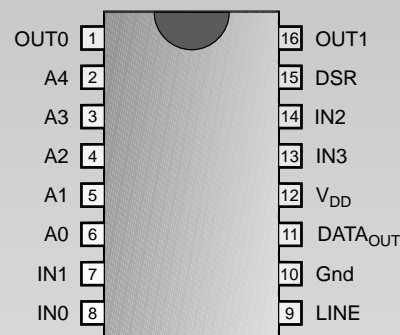 OUT0 1 16 OUT1
A4 2 15 DSR
A3 3 14 IN2
A2 4 13 IN3
A1 5 12 VDD
A0 6 11 DATAOUT
IN1 7 10 Gnd
IN0 8 9 LINE